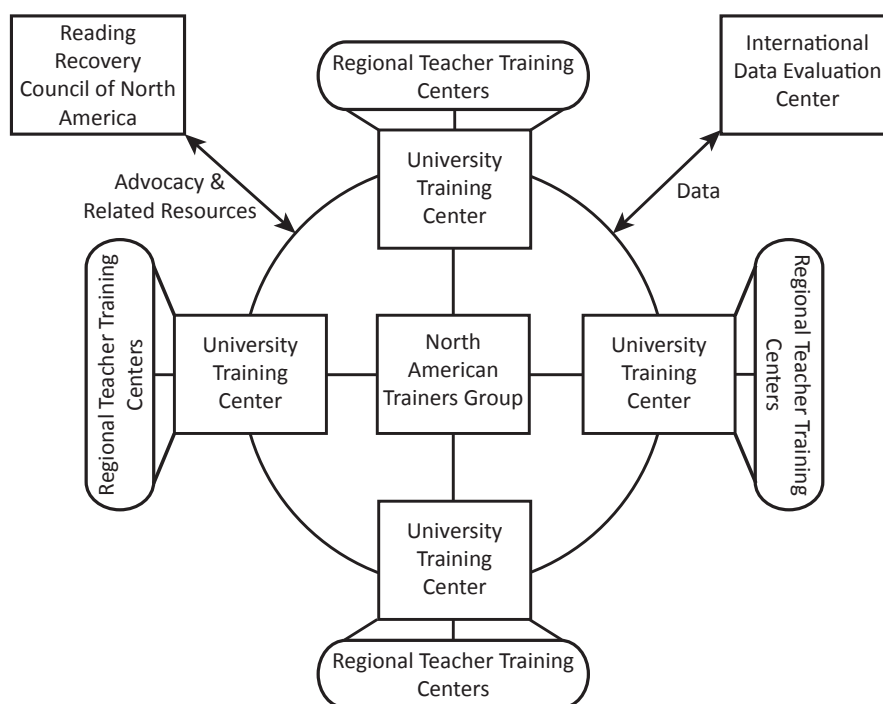 Reading
Recovery
Council of North
America
Regional Teacher Training
Centers
International
Data Evaluation
Center
Advocacy &
Related Resources
University
Training
Center
Data
Regional Teacher Training
Centers
University
Training
Center
North
American
Trainers Group
University
Training
Center
Regional Teacher Training
Centers
University
Training
Center
Regional Teacher Training
Centers